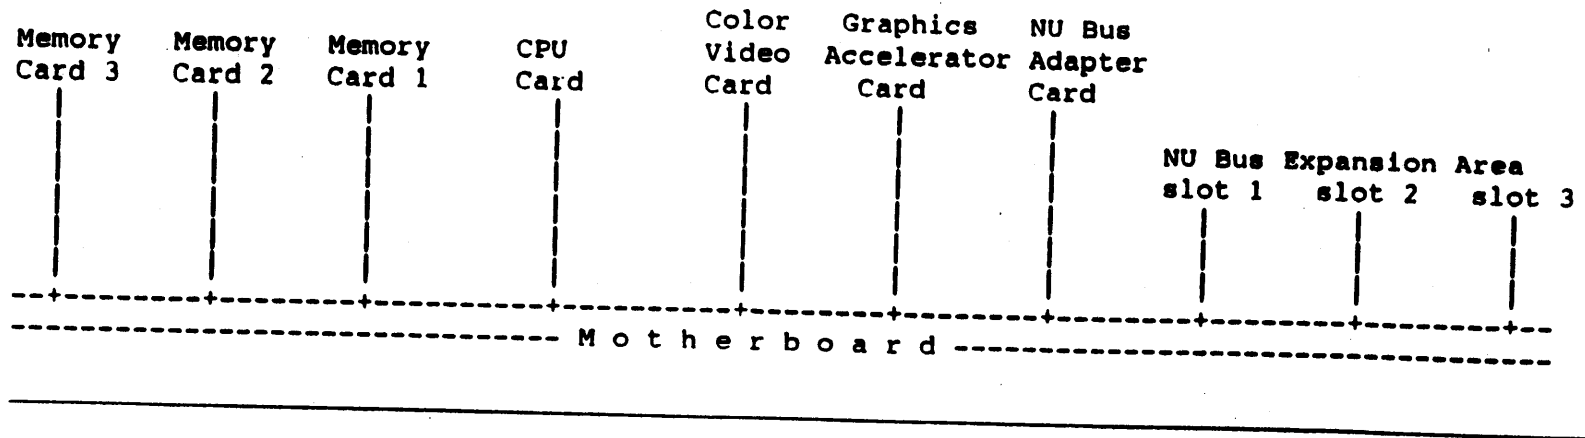 Memory Card 3
Memory Card 2
Memory Card 1
CPU Card
Color Video Card
Graphics Accelerator Card
NU Bus Adapter Card
NU Bus Expansion Area
slot 1 slot 2 slot 3
Motherboard